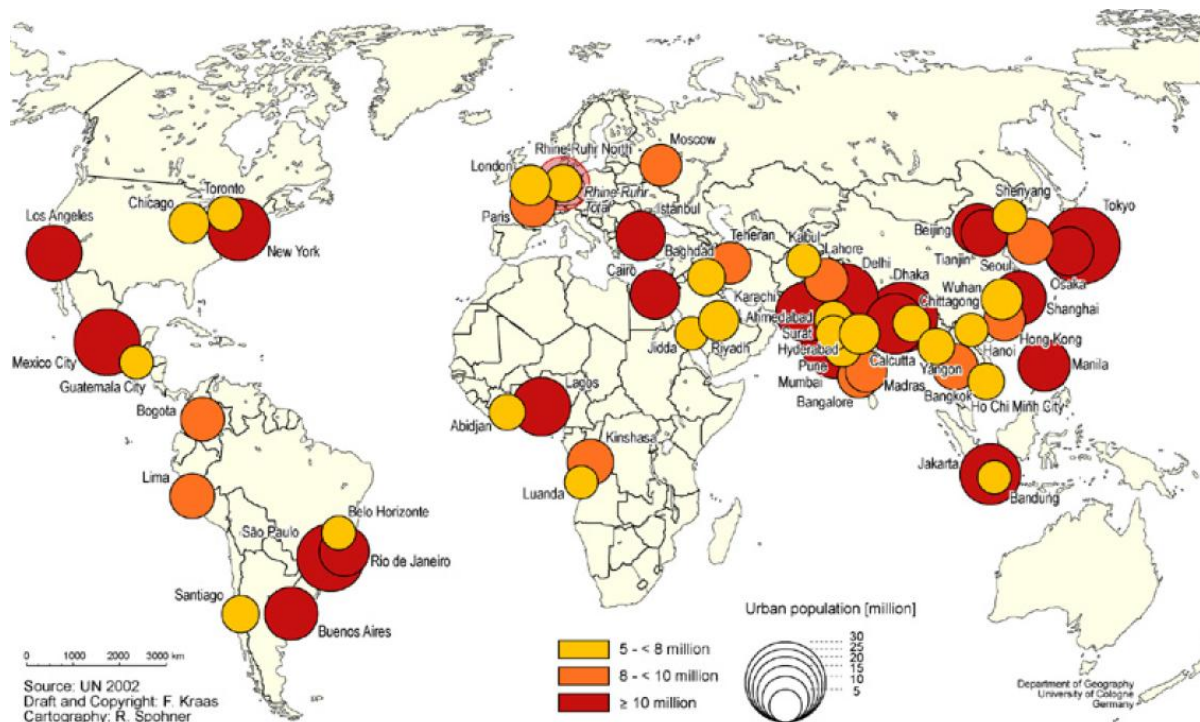 Moscow
Rhine-Ruhr North
London
Rhine-Ruhr
Total
Paris
Istanbul
Toronto
Chicago
Los Angeles
New York
Shenyang
Tokyo
Beijing
Tianjin
Seoul
Osaka
Teheran
Kabul
Baghdad
Lahore
Delhi
Cairo
Dhaka
Wuhan
Chittagong
Karachi
Shanghai
Ahmedabad
Surat
Jidda
Riyadh
Hyderabad
Hong Kong
Hanoi
Calcutta
Pune
Yangon
Manila
Mumbai
Madras
Bangkok
Bangalore
Ho Chi Minh City
Mexico City
Guatemala City
Bogota
Lagos
Abidjan
Kinshasa
Luanda
Jakarta
Bandung
Lima
Belo Horizonte
São Paulo
Rio de Janeiro
Santiago
Buenos Aires
Urban population [million]
30
25
20
15
10
5
5 - < 8 million
8 - < 10 million
≥ 10 million
0 1000 2000 3000 km
Source: UN 2002
Draft and Copyright: F. Kraas
Cartography: R. Spohner
Department of Geography
University of Cologne
Germany